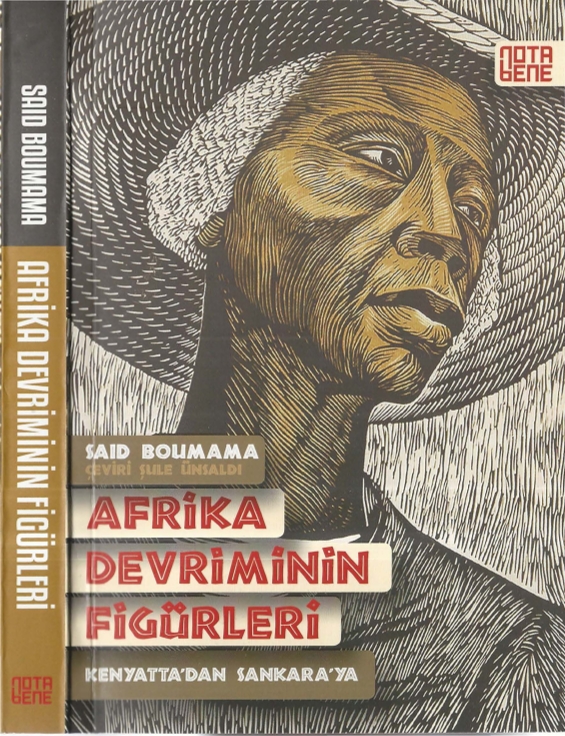 SAID BOUMAMA
AFRİKA DEVRİMİNİN FİGÜRLERİ
NOTA
BENE
NOTA
BENE
SAID BOUMAMA
ÇEVİRİ ŞULE ÜNSALDI
AFRİKA
DEVRİMİNİN
FİGÜRLERİ
KENYATTA'DAN SANKARA'YA